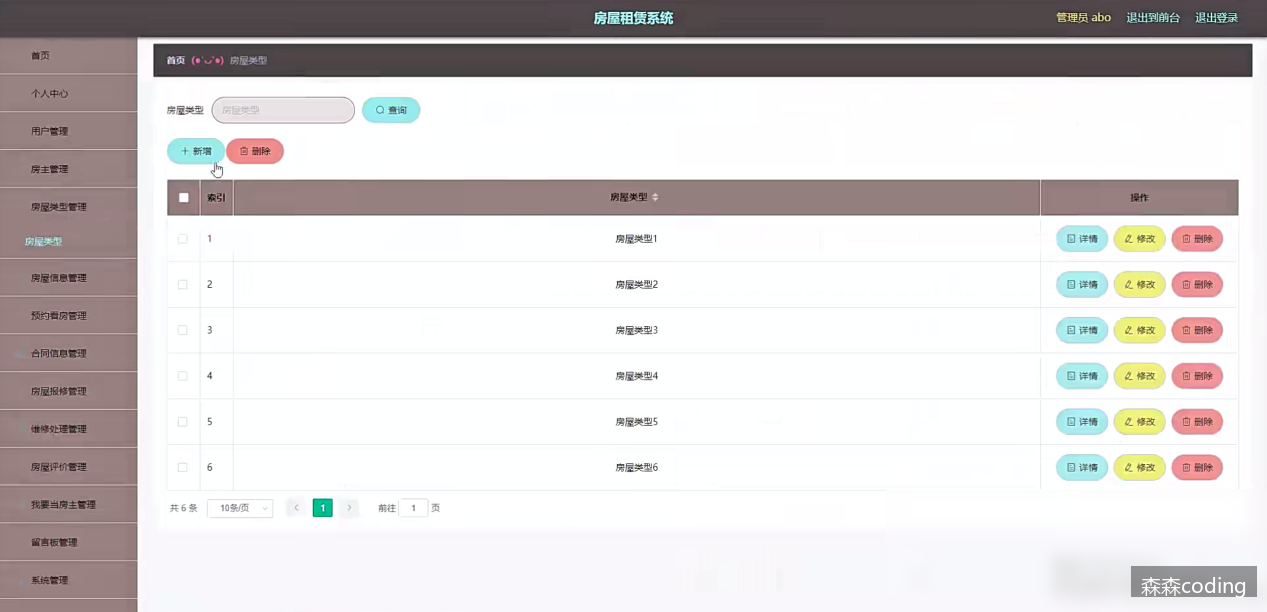 房屋租赁系统
管理员 abo 退出到前台 退出登录
首页
个人中心
用户管理
房主管理
房屋类型管理
房屋类型
房屋信息管理
预约看房管理
合同信息管理
房屋报修管理
维修处理管理
房屋评价管理
我要当房主管理
留言板管理
系统管理
首页 (●'◡'●) 房屋类型
房屋类型 房屋类型 查询
+ 新增 删除
索引 房屋类型 操作
1 房屋类型1 详情 修改 删除
2 房屋类型2 详情 修改 删除
3 房屋类型3 详情 修改 删除
4 房屋类型4 详情 修改 删除
5 房屋类型5 详情 修改 删除
6 房屋类型6 详情 修改 删除
共 6 条 10条/页 1 前往 1 页
森森coding